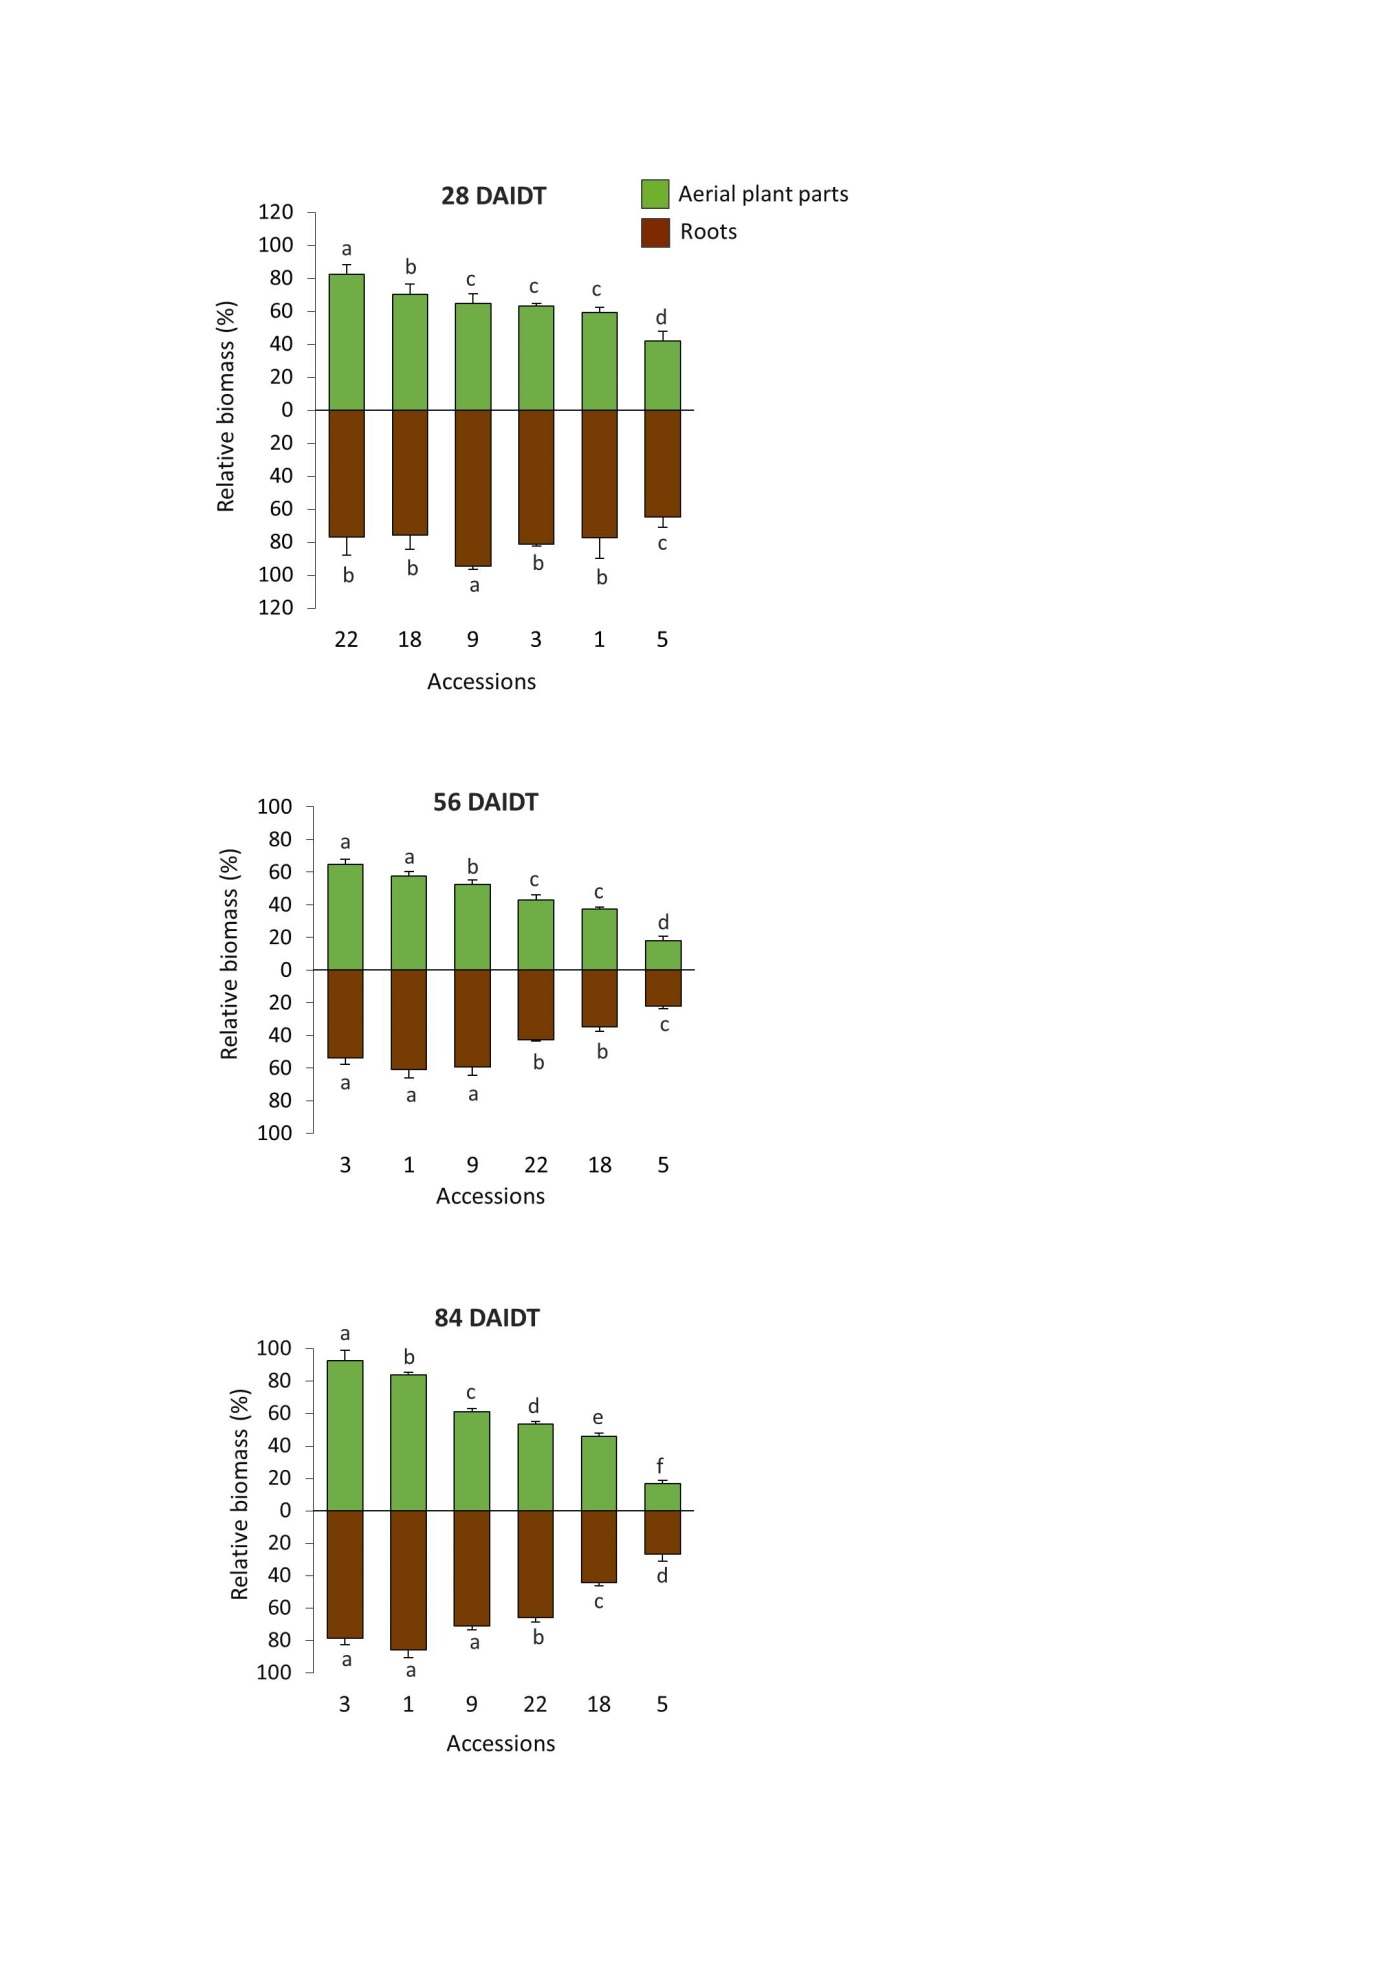 28 DAIDT
Aerial plant parts
Roots
Relative biomass (%)
120
100
80
60
40
20
0
20
40
60
80
100
120
a b c c c d
b b a b b c
22 18 9 3 1 5
Accessions
56 DAIDT
Relative biomass (%)
100
80
60
40
20
0
20
40
60
80
100
a a b c c d
a a a b b c
3 1 9 22 18 5
Accessions
84 DAIDT
Relative biomass (%)
100
80
60
40
20
0
20
40
60
80
100
a b c d e f
a a a b c d
3 1 9 22 18 5
Accessions